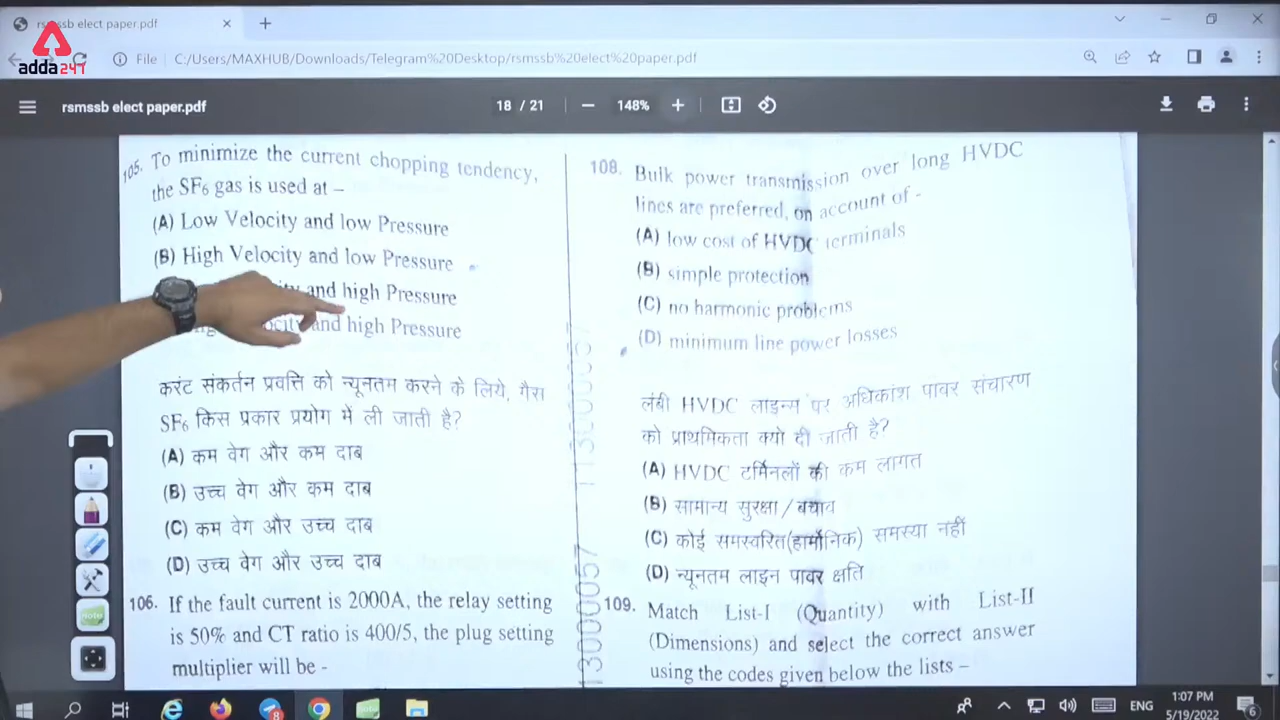 rsmssb elect paper.pdf
adda247
File C:/Users/MAXHUB/Downloads/Telegram%20Desktop/rsmssb%20elect%20paper.pdf
rsmssb elect paper.pdf
18 / 21
148%
105. To minimize the current chopping tendency,
the SF6 gas is used at –
(A) Low Velocity and low Pressure
(B) High Velocity and low Pressure
and high Pressure
and high Pressure
करंट संकर्तन प्रवत्ति को न्यूनतम करने के लिये, गैस
SF6 किस प्रकार प्रयोग में ली जाती है?
(A) कम वेग और कम दाब
(B) उच्च वेग और कम दाब
(C) कम वेग और उच्च दाब
(D) उच्च वेग और उच्च दाब
106. If the fault current is 2000A, the relay setting
is 50% and CT ratio is 400/5, the plug setting
multiplier will be -
108. Bulk power transmission over long HVDC
lines are preferred, on account of -
(A) low cost of HVDC terminals
(B) simple protection
(C) no harmonic problems
(D) minimum line power losses
लंबी HVDC लाइन्स पर अधिकांश पावर संचारण
को प्राथमिकता क्यो दी जाती है?
(A) HVDC टर्मिनलों की कम लागत
(B) सामान्य सुरक्षा / बचाव
(C) कोई समस्वरित(हार्मोनिक) समस्या नहीं
(D) न्यूनतम लाइन पावर क्षति
109. Match List-I (Quantity) with List-II
(Dimensions) and select the correct answer
using the codes given below the lists –
Note
ENG
1:07 PM
5/19/2022